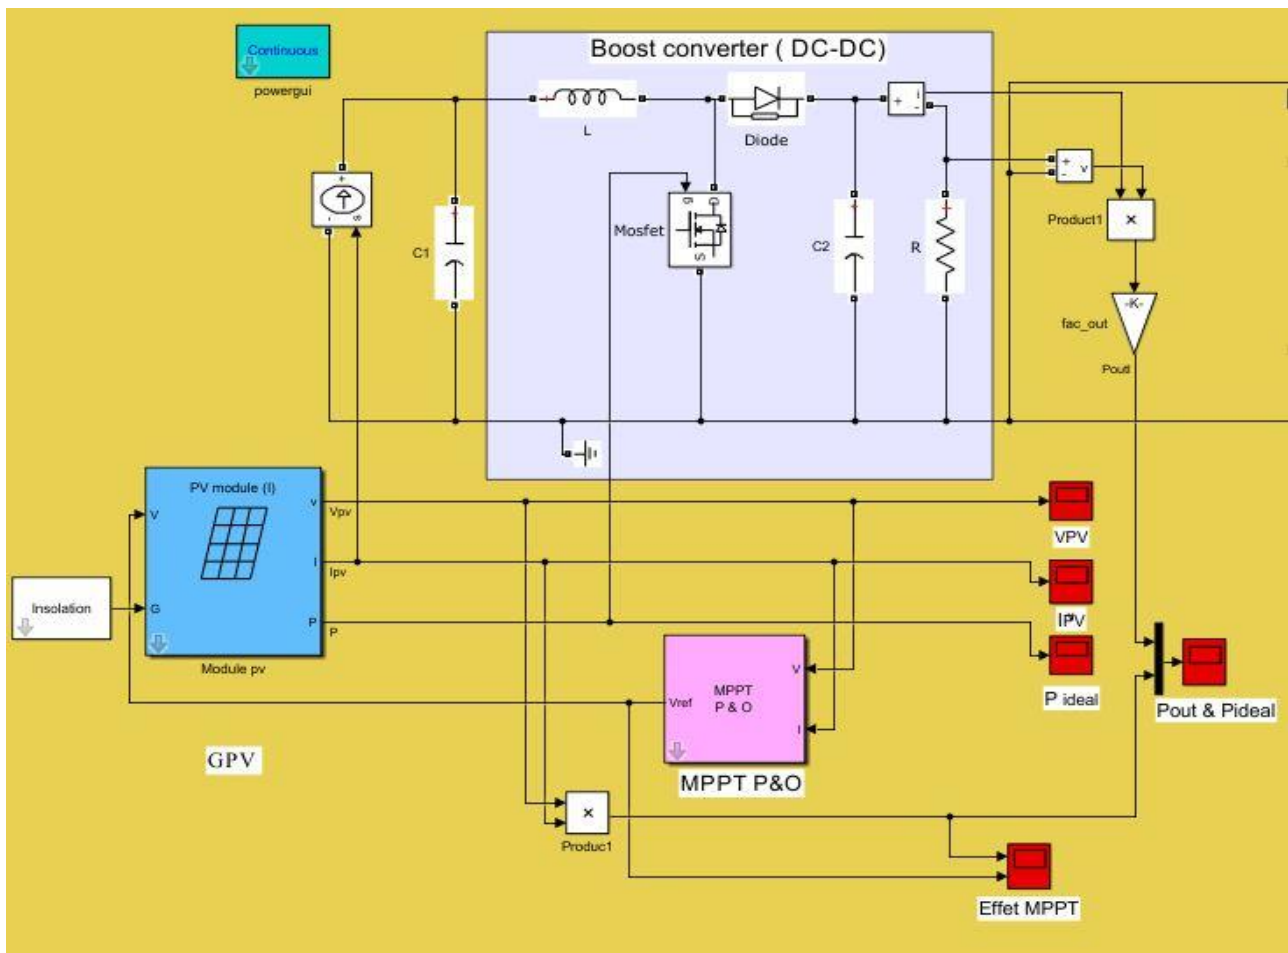 Boost converter ( DC-DC)
Continuous
powergui
L
Diode
+
-
i
+
-
v
+
-
s
C1
Mosfet
g
D
S
C2
R
Product1
×
-K-
fac_out
Pout
PV module (I)
V
G
v
I
P
Vpv
Ipv
P
Module pv
Insolation
GPV
VPV
IPV
P ideal
MPPT
P & O
Vref
V
I
MPPT P&O
Pout & Pideal
×
Produc1
Effet MPPT